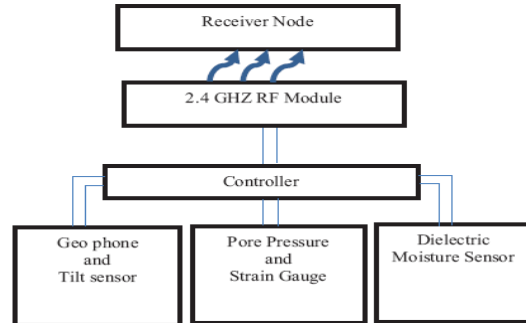 Receiver Node
2.4 GHZ RF Module
Controller
Geo phone
and
Tilt sensor
Pore Pressure
and
Strain Gauge
Dielectric
Moisture Sensor